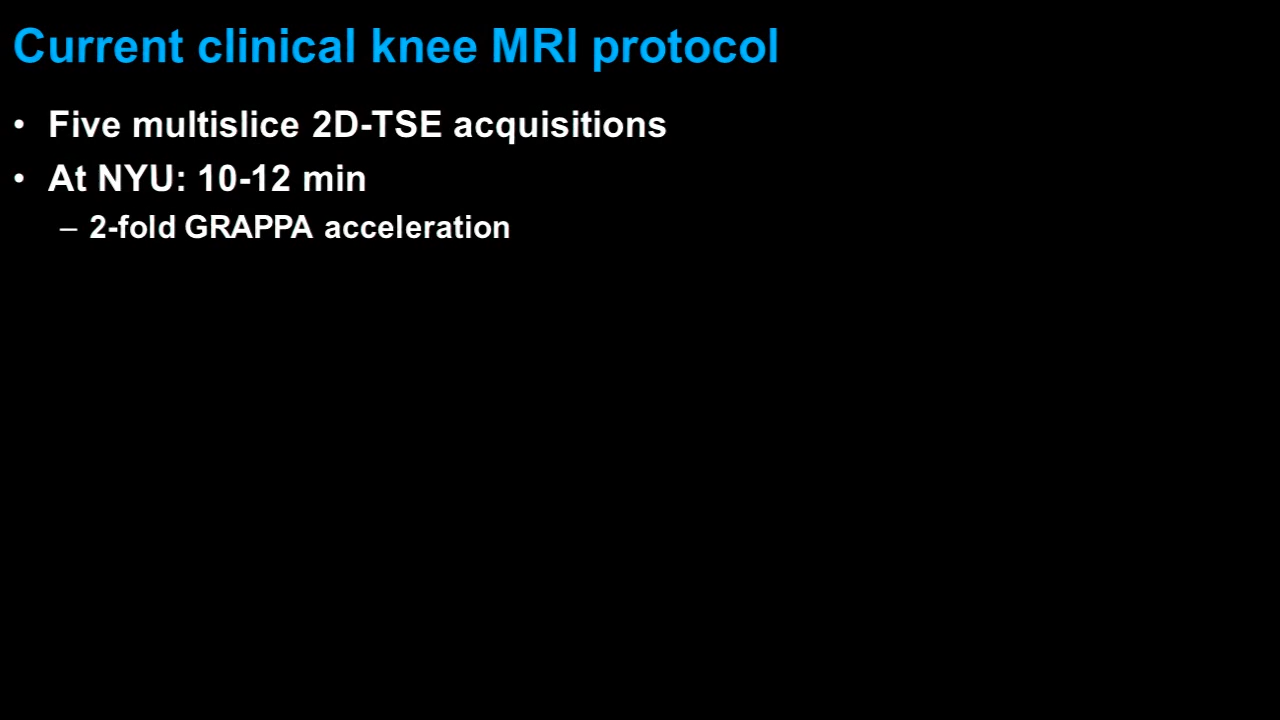 Current clinical knee MRI protocol
• Five multislice 2D-TSE acquisitions
• At NYU: 10-12 min
– 2-fold GRAPPA acceleration